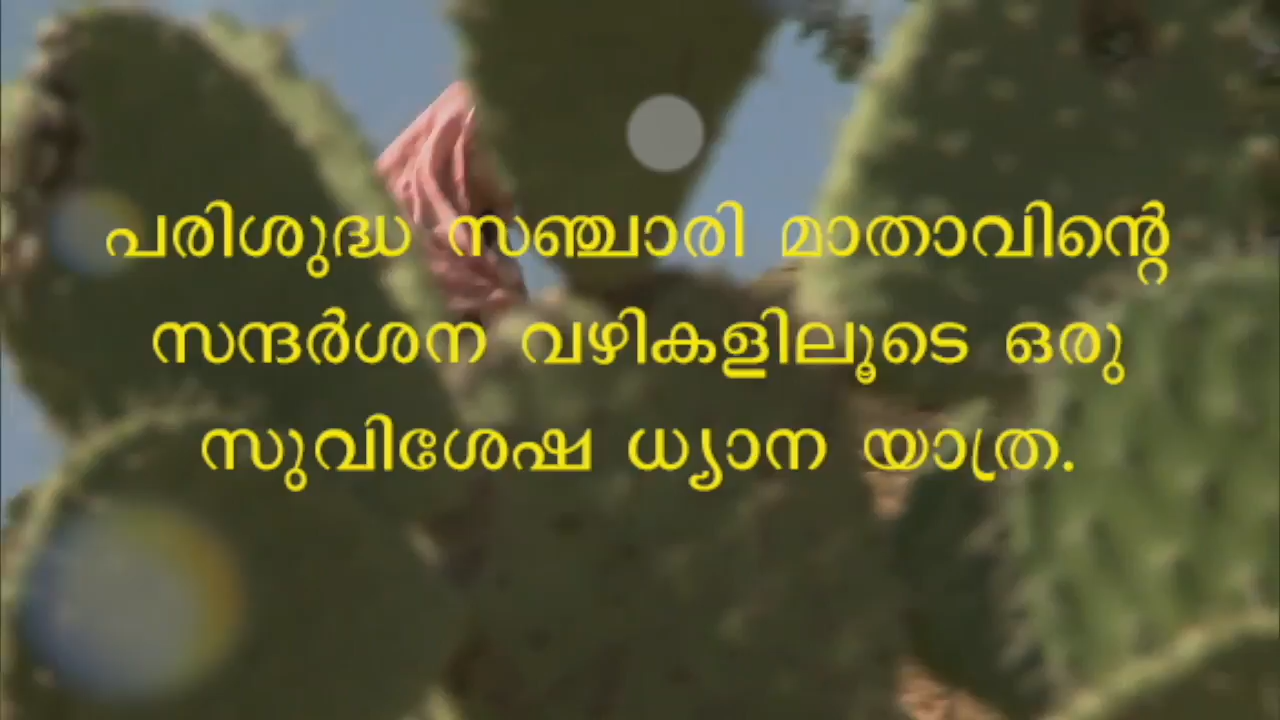 പരിശുദ്ധ സഞ്ചാരി മാതാവിന്റെ
സന്ദർശന വഴികളിലൂടെ ഒരു
സുവിശേഷ ധ്യാന യാത്ര.